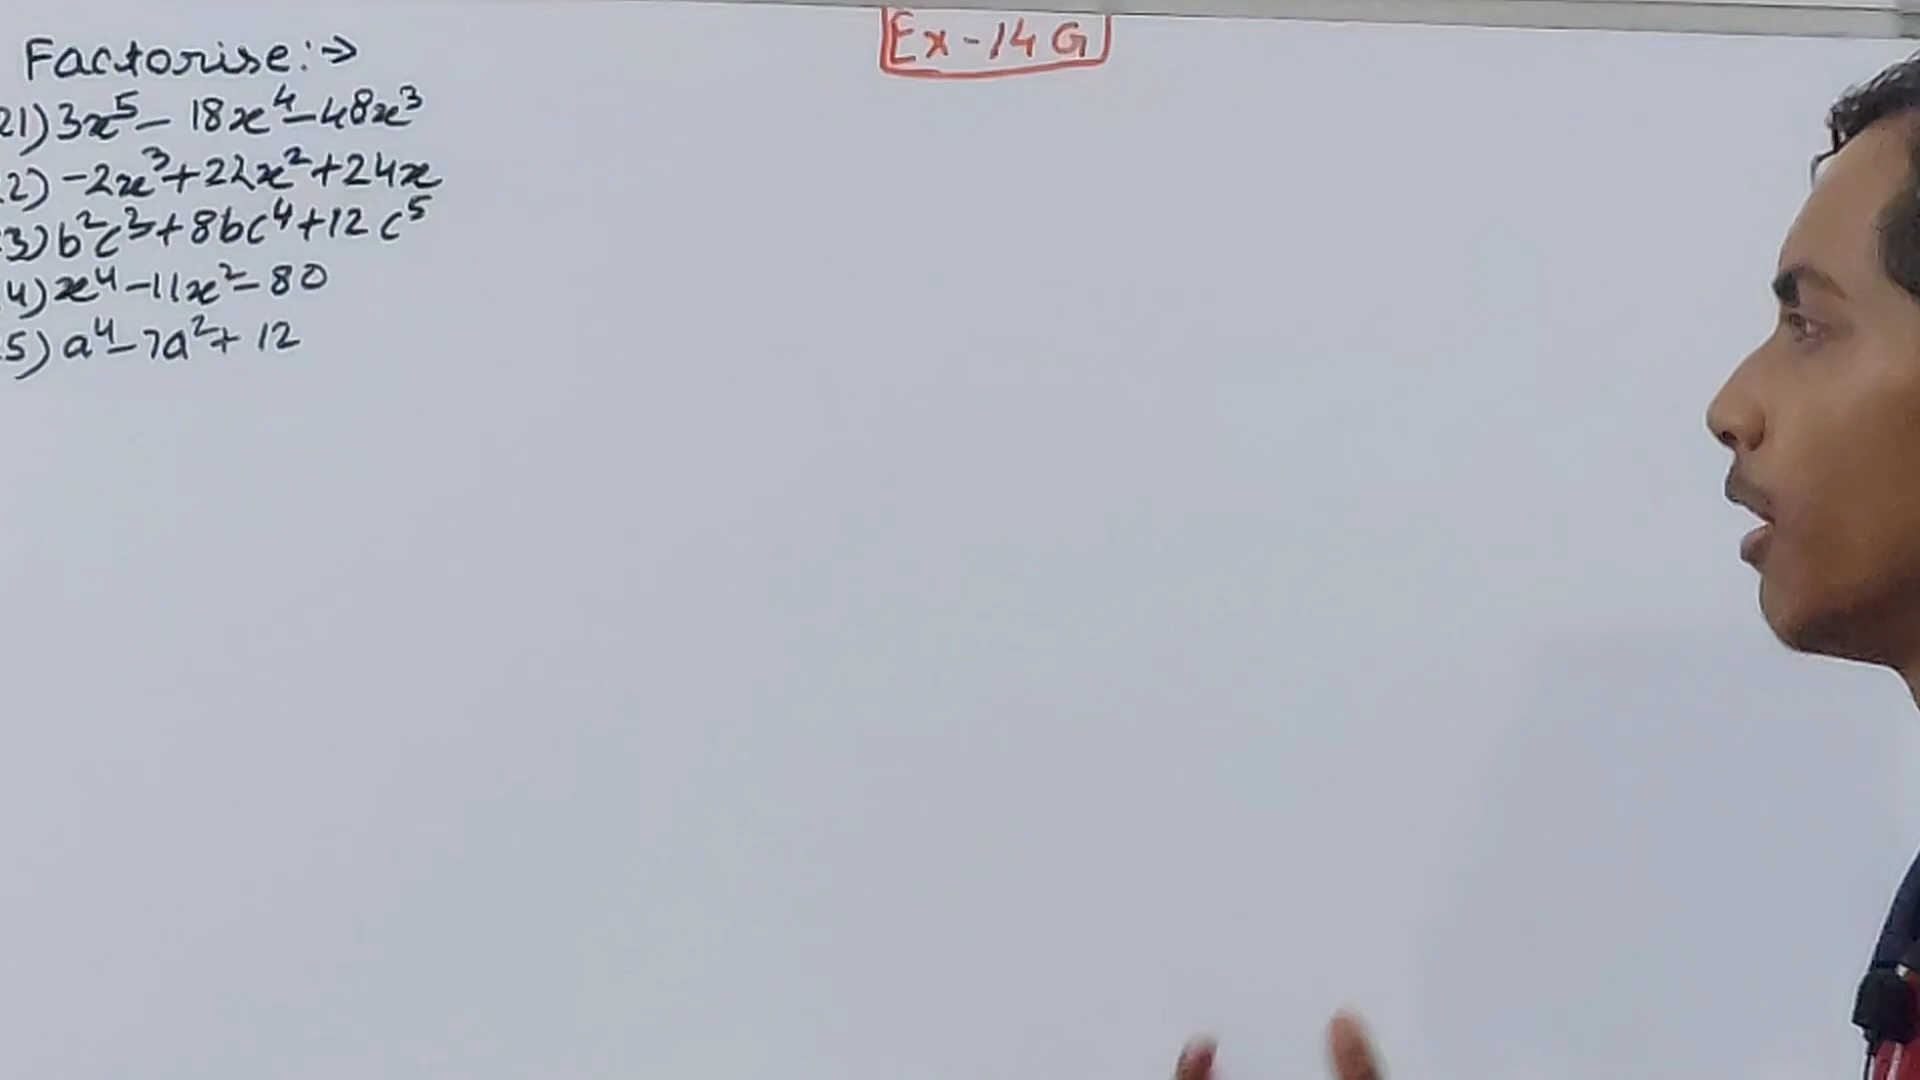 Ex-14 G
Factorise:→
21) 3x⁵ - 18x⁴ - 48x³
2) -2x³ + 22x² + 24x
3) b²c³ + 8bc⁴ + 12c⁵
4) x⁴ - 11x² - 80
5) a⁴ - 7a² + 12